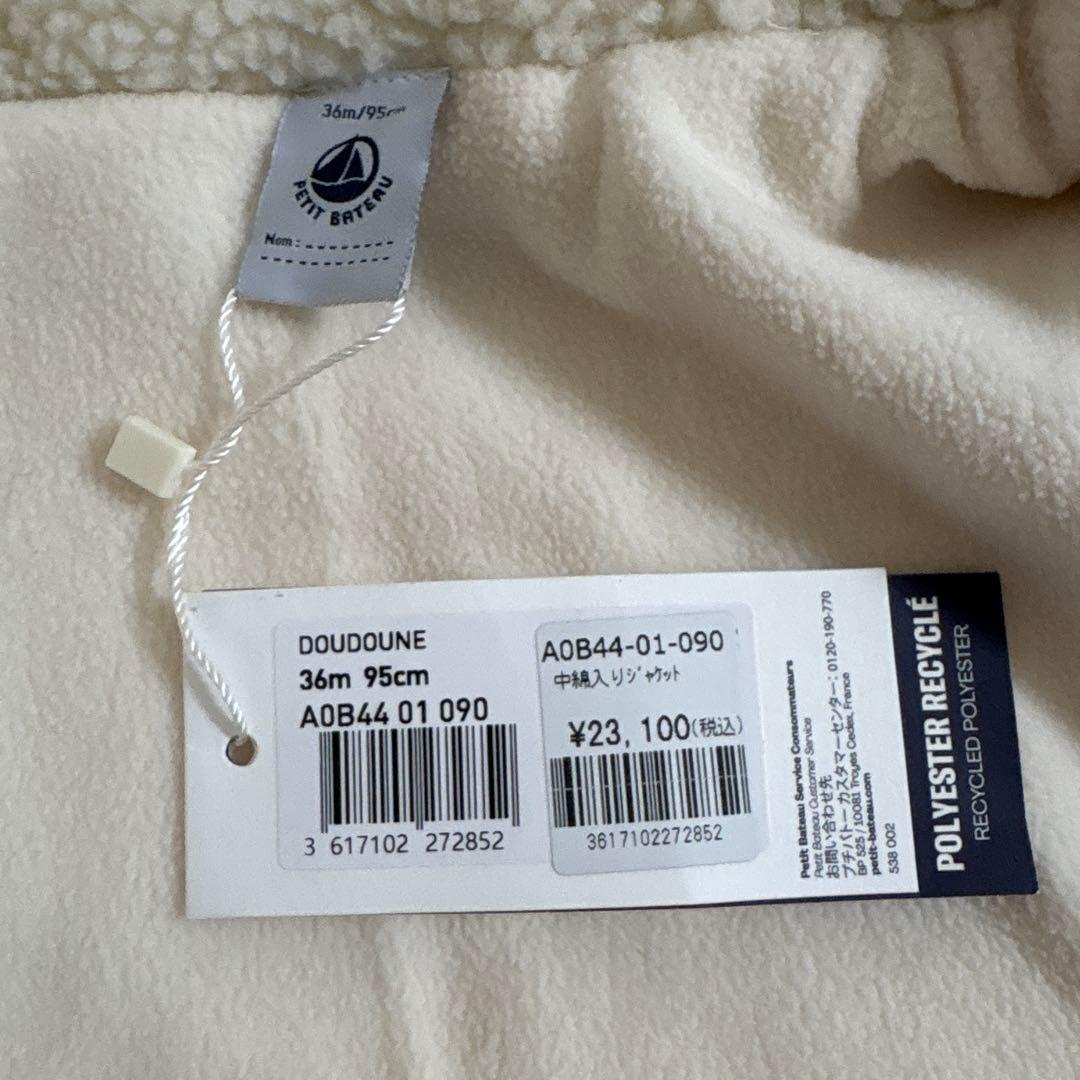 36m/95cm
PETIT BATEAU
Nom:
DOUDOUNE
36m 95cm
A0B44 01 090
3 617102 272852
A0B44-01-090
中綿入りｼﾞｬｹｯﾄ
¥23,100(税込)
3617102272852
Petit Bateau Service Consommateurs
Petit Bateau Customer Service
お問い合わせ先
プチバトー カスタマーセンター：0120-190-770
BP 525 / 10081 Troyes Cedex, France
petit-bateau.com
538 002
POLYESTER RECYCLÉ
RECYCLED POLYESTER